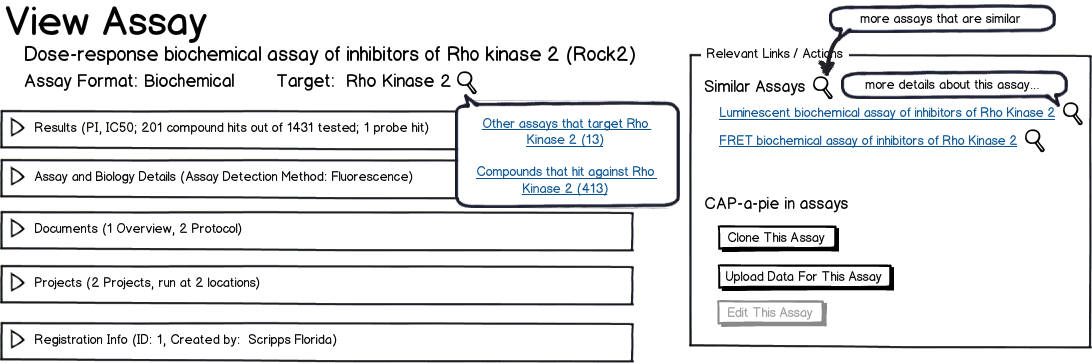 View Assay
Dose-response biochemical assay of inhibitors of Rho kinase 2 (Rock2)
Assay Format: Biochemical Target: Rho Kinase 2
Other assays that target Rho
Kinase 2 (13)
Compounds that hit against Rho
Kinase 2 (413)
Results (PI, IC50; 201 compound hits out of 1431 tested; 1 probe hit)
Assay and Biology Details (Assay Detection Method: Fluorescence)
Documents (1 Overview, 2 Protocol)
Projects (2 Projects, run at 2 locations)
Registration Info (ID: 1, Created by: Scripps Florida)
more assays that are similar
Relevant Links / Actions
Similar Assays
more details about this assay...
Luminescent biochemical assay of inhibitors of Rho Kinase 2
FRET biochemical assay of inhibitors of Rho Kinase 2
CAP-a-pie in assays
Clone This Assay
Upload Data For This Assay
Edit This Assay